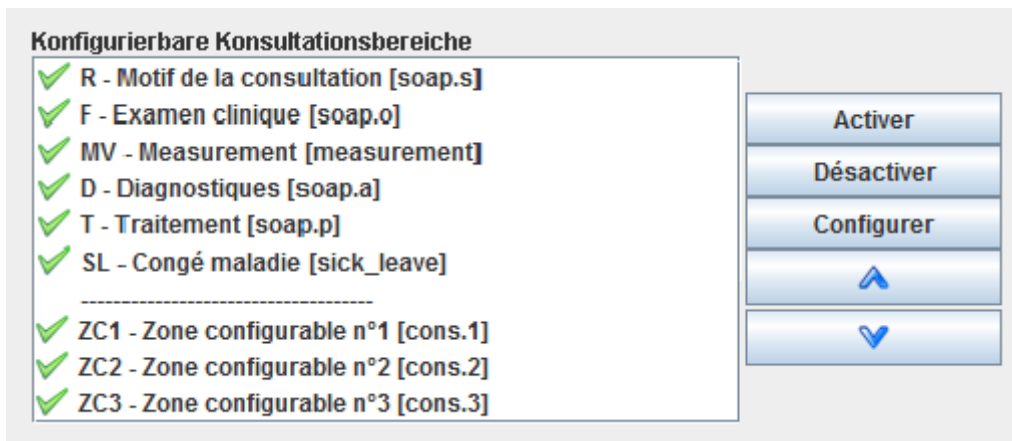 Konfigurierbare Konsultationsbereiche
R - Motif de la consultation [soap.s]
F - Examen clinique [soap.o]
MV - Measurement [measurement]
D - Diagnostiques [soap.a]
T - Traitement [soap.p]
SL - Congé maladie [sick_leave]
------------------------------------
ZC1 - Zone configurable n°1 [cons.1]
ZC2 - Zone configurable n°2 [cons.2]
ZC3 - Zone configurable n°3 [cons.3]
Activer
Désactiver
Configurer